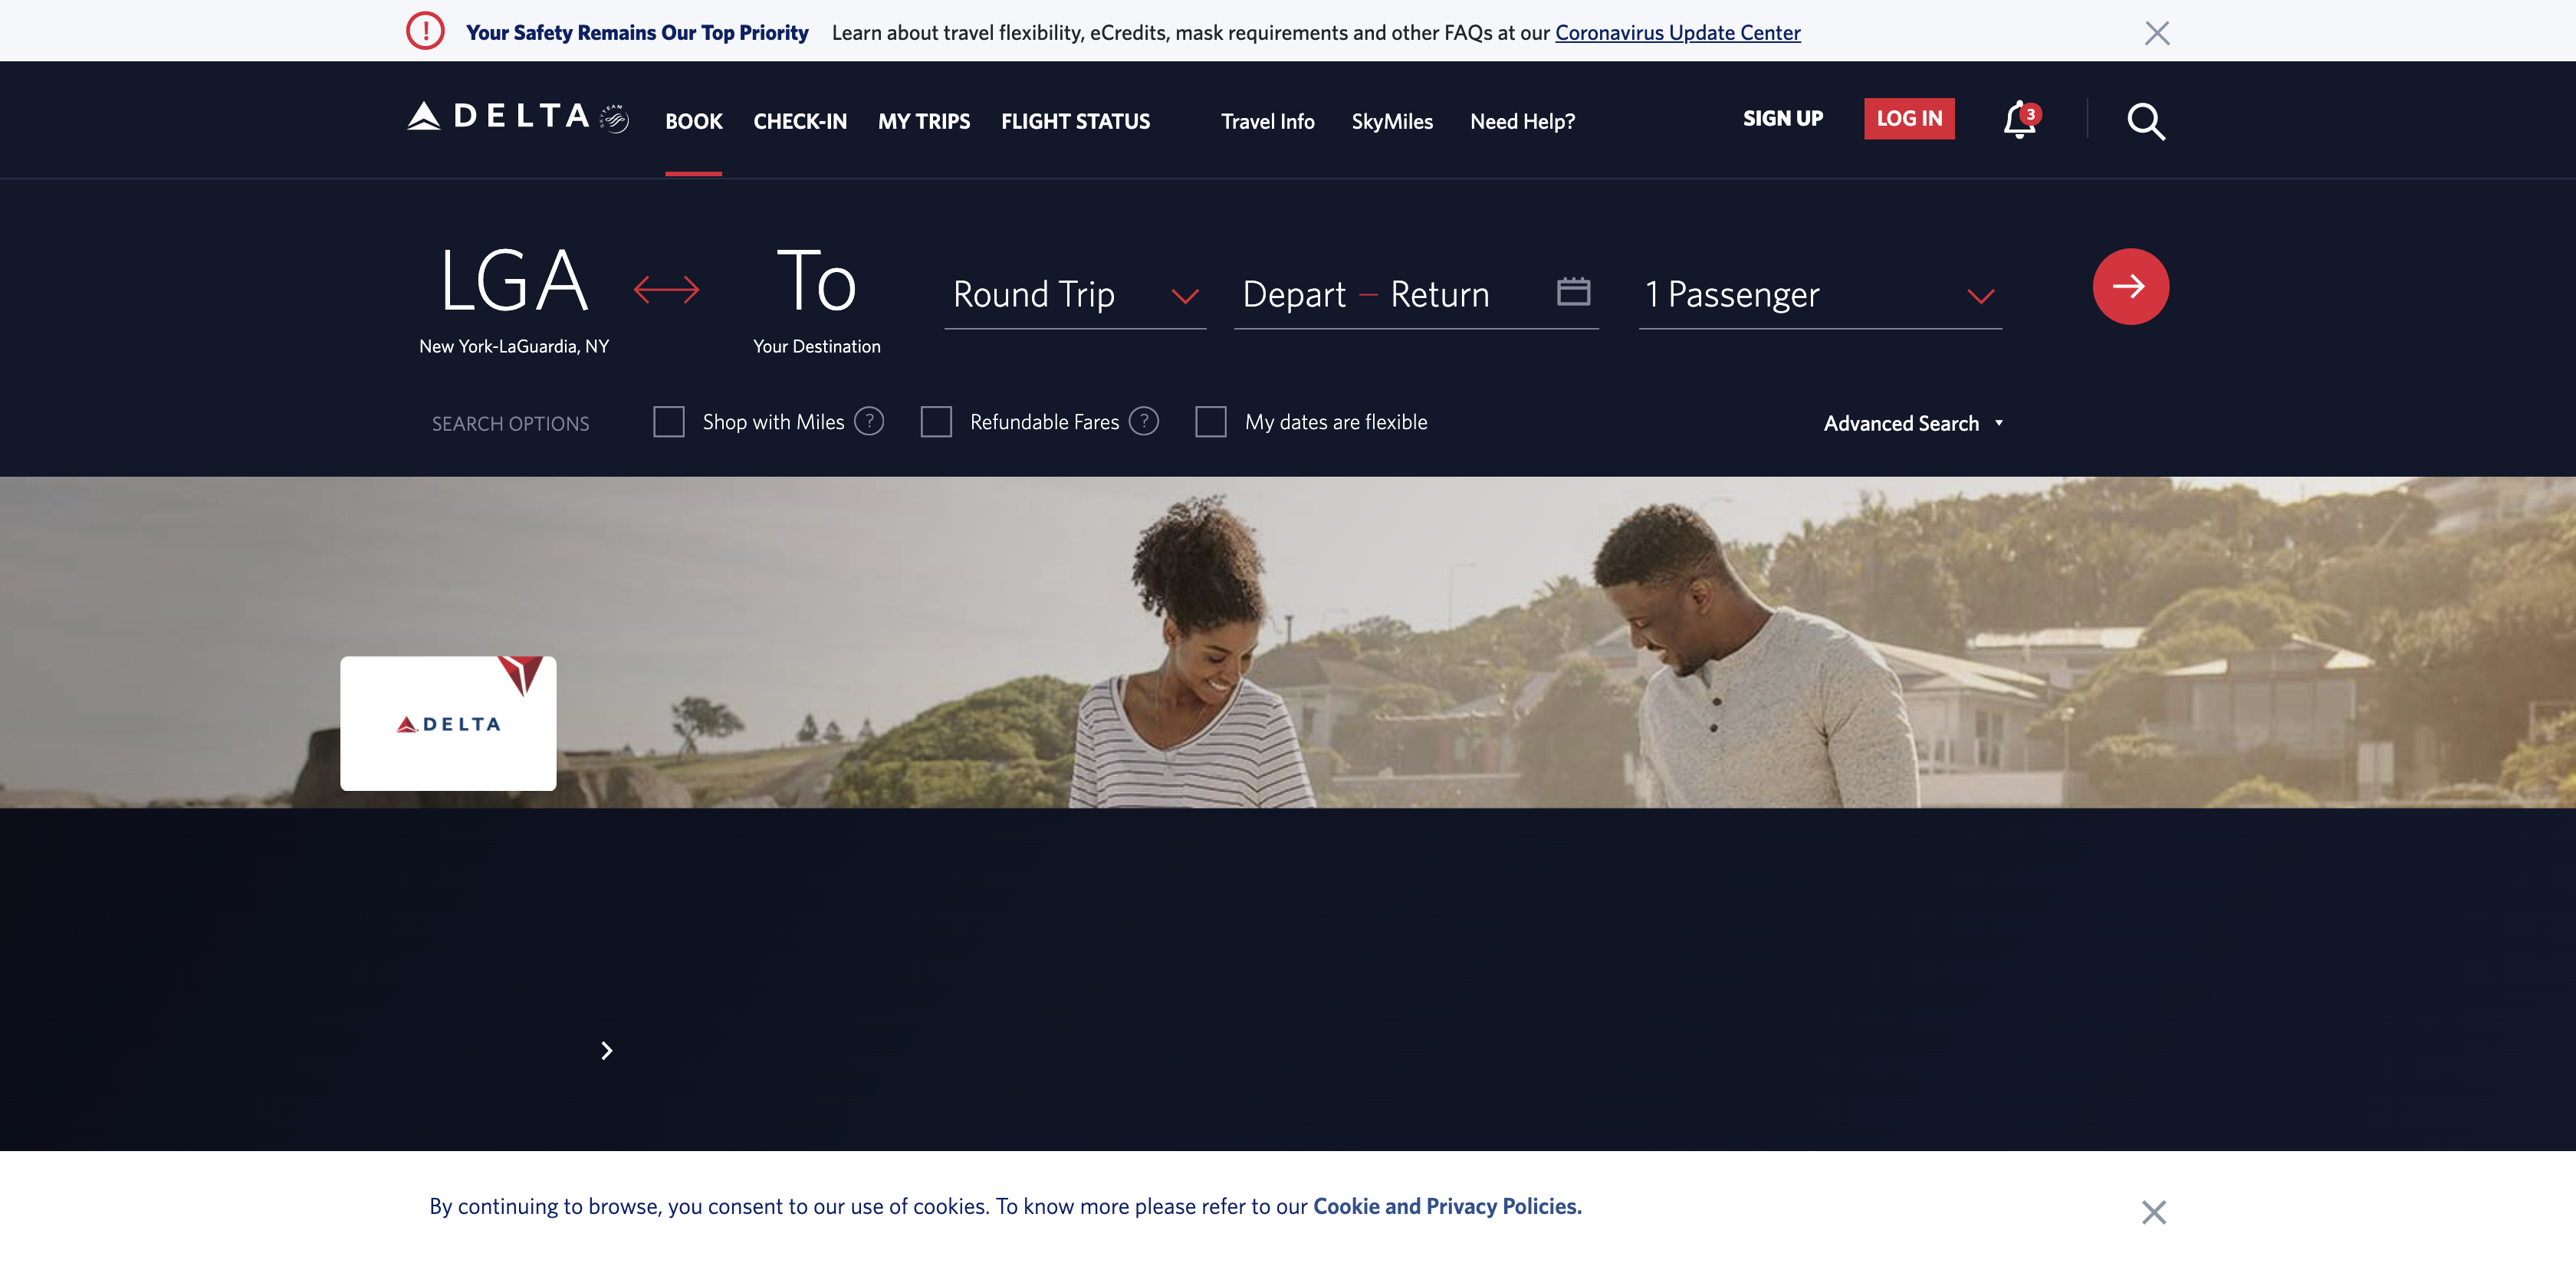 Your Safety Remains Our Top Priority Learn about travel flexibility, eCredits, mask requirements and other FAQs at our Coronavirus Update Center
DELTA BOOK CHECK-IN MY TRIPS FLIGHT STATUS Travel Info SkyMiles Need Help? SIGN UP LOG IN 3
LGA To Round Trip Depart – Return 1 Passenger
New York-LaGuardia, NY Your Destination
SEARCH OPTIONS Shop with Miles ? Refundable Fares ? My dates are flexible Advanced Search
DELTA
By continuing to browse, you consent to our use of cookies. To know more please refer to our Cookie and Privacy Policies.